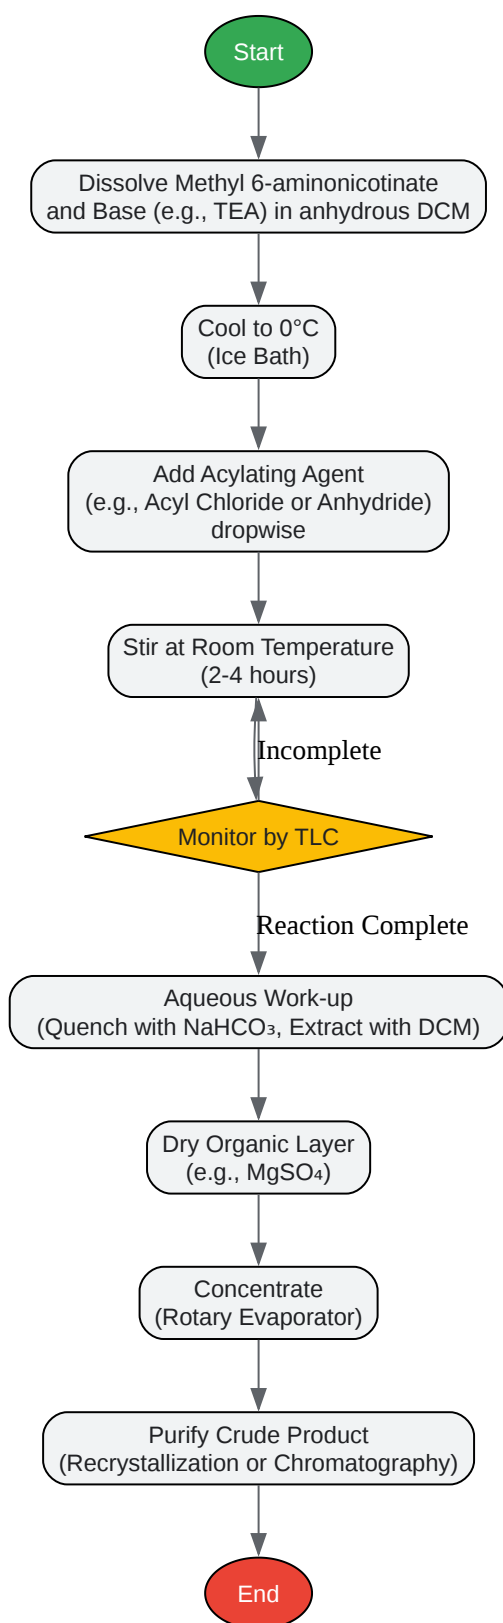 Start
Dissolve Methyl 6-aminonicotinate
and Base (e.g., TEA) in anhydrous DCM
Cool to 0°C
(Ice Bath)
Add Acylating Agent
(e.g., Acyl Chloride or Anhydride)
dropwise
Stir at Room Temperature
(2-4 hours)
Incomplete
Monitor by TLC
Reaction Complete
Aqueous Work-up
(Quench with NaHCO₃, Extract with DCM)
Dry Organic Layer
(e.g., MgSO₄)
Concentrate
(Rotary Evaporator)
Purify Crude Product
(Recrystallization or Chromatography)
End